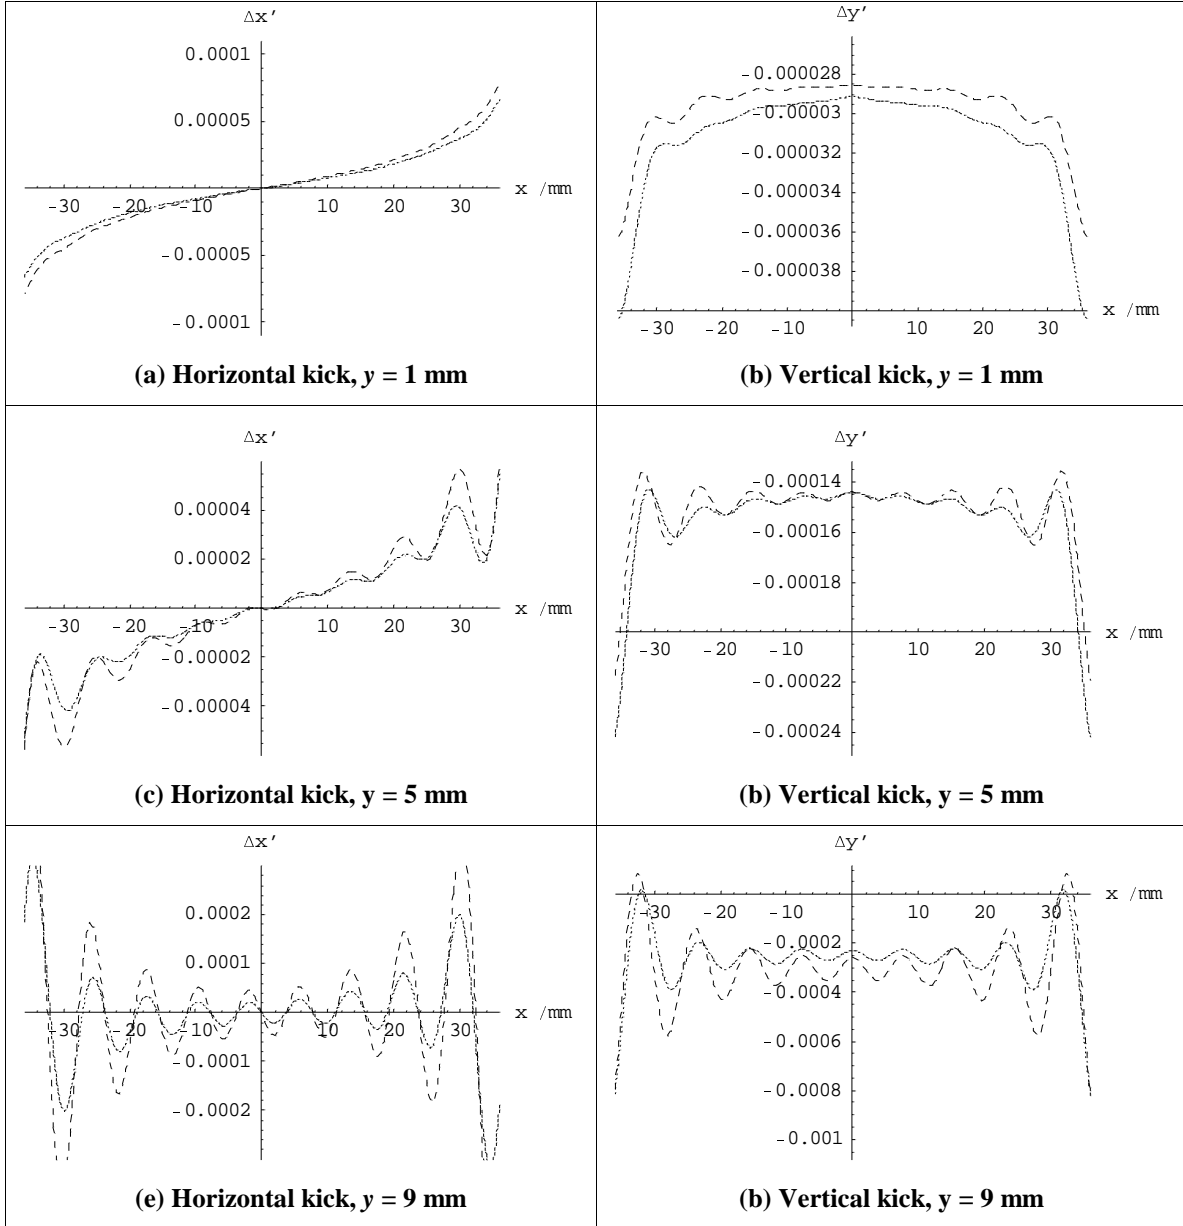 Δx′
0.0001
0.00005
-30 -20 -10 10 20 30 x /mm
-0.00005
-0.0001
(a) Horizontal kick, y = 1 mm
Δy′
-0.000028
-0.00003
-0.000032
-0.000034
-0.000036
-0.000038
-30 -20 -10 10 20 30 x /mm
(b) Vertical kick, y = 1 mm
Δx′
0.00004
0.00002
-30 -20 -10 10 20 30 x /mm
-0.00002
-0.00004
(c) Horizontal kick, y = 5 mm
Δy′
-0.00014
-0.00016
-0.00018
-30 -20 -10 10 20 30 x /mm
-0.00022
-0.00024
(b) Vertical kick, y = 5 mm
Δx′
0.0002
0.0001
-30 -20 -10 10 20 30 x /mm
-0.0001
-0.0002
(e) Horizontal kick, y = 9 mm
Δy′
-30 -20 -10 10 20 30 x /mm
-0.0002
-0.0004
-0.0006
-0.0008
-0.001
(b) Vertical kick, y = 9 mm